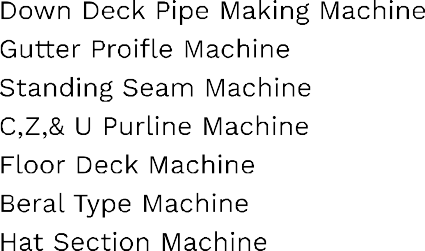 Down Deck Pipe Making Machine
Gutter Proifle Machine
Standing Seam Machine
C,Z,& U Purline Machine
Floor Deck Machine
Beral Type Machine
Hat Section Machine